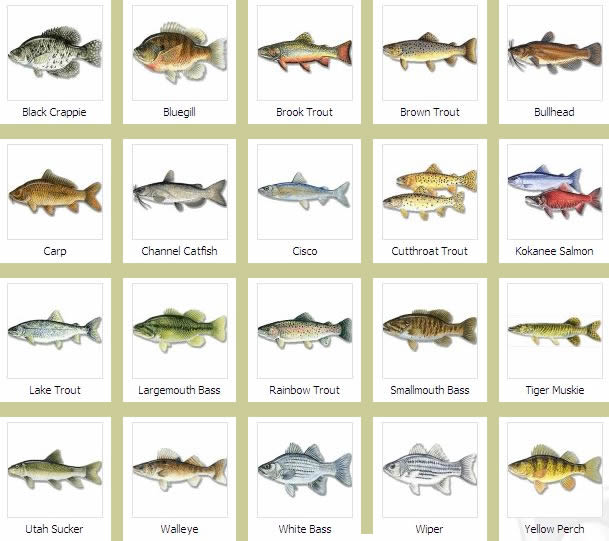 Black Crappie
Bluegill
Brook Trout
Brown Trout
Bullhead
Carp
Channel Catfish
Cisco
Cutthroat Trout
Kokanee Salmon
Lake Trout
Largemouth Bass
Rainbow Trout
Smallmouth Bass
Tiger Muskie
Utah Sucker
Walleye
White Bass
Wiper
Yellow Perch